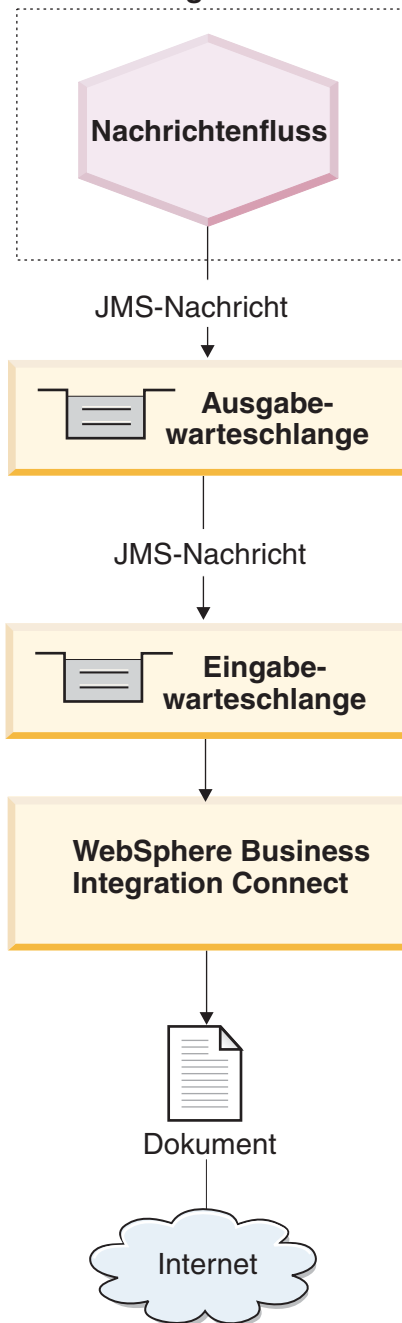 Nachrichtenfluss
JMS-Nachricht
Ausgabe-
warteschlange
JMS-Nachricht
Eingabe-
warteschlange
WebSphere Business
Integration Connect
Dokument
Internet